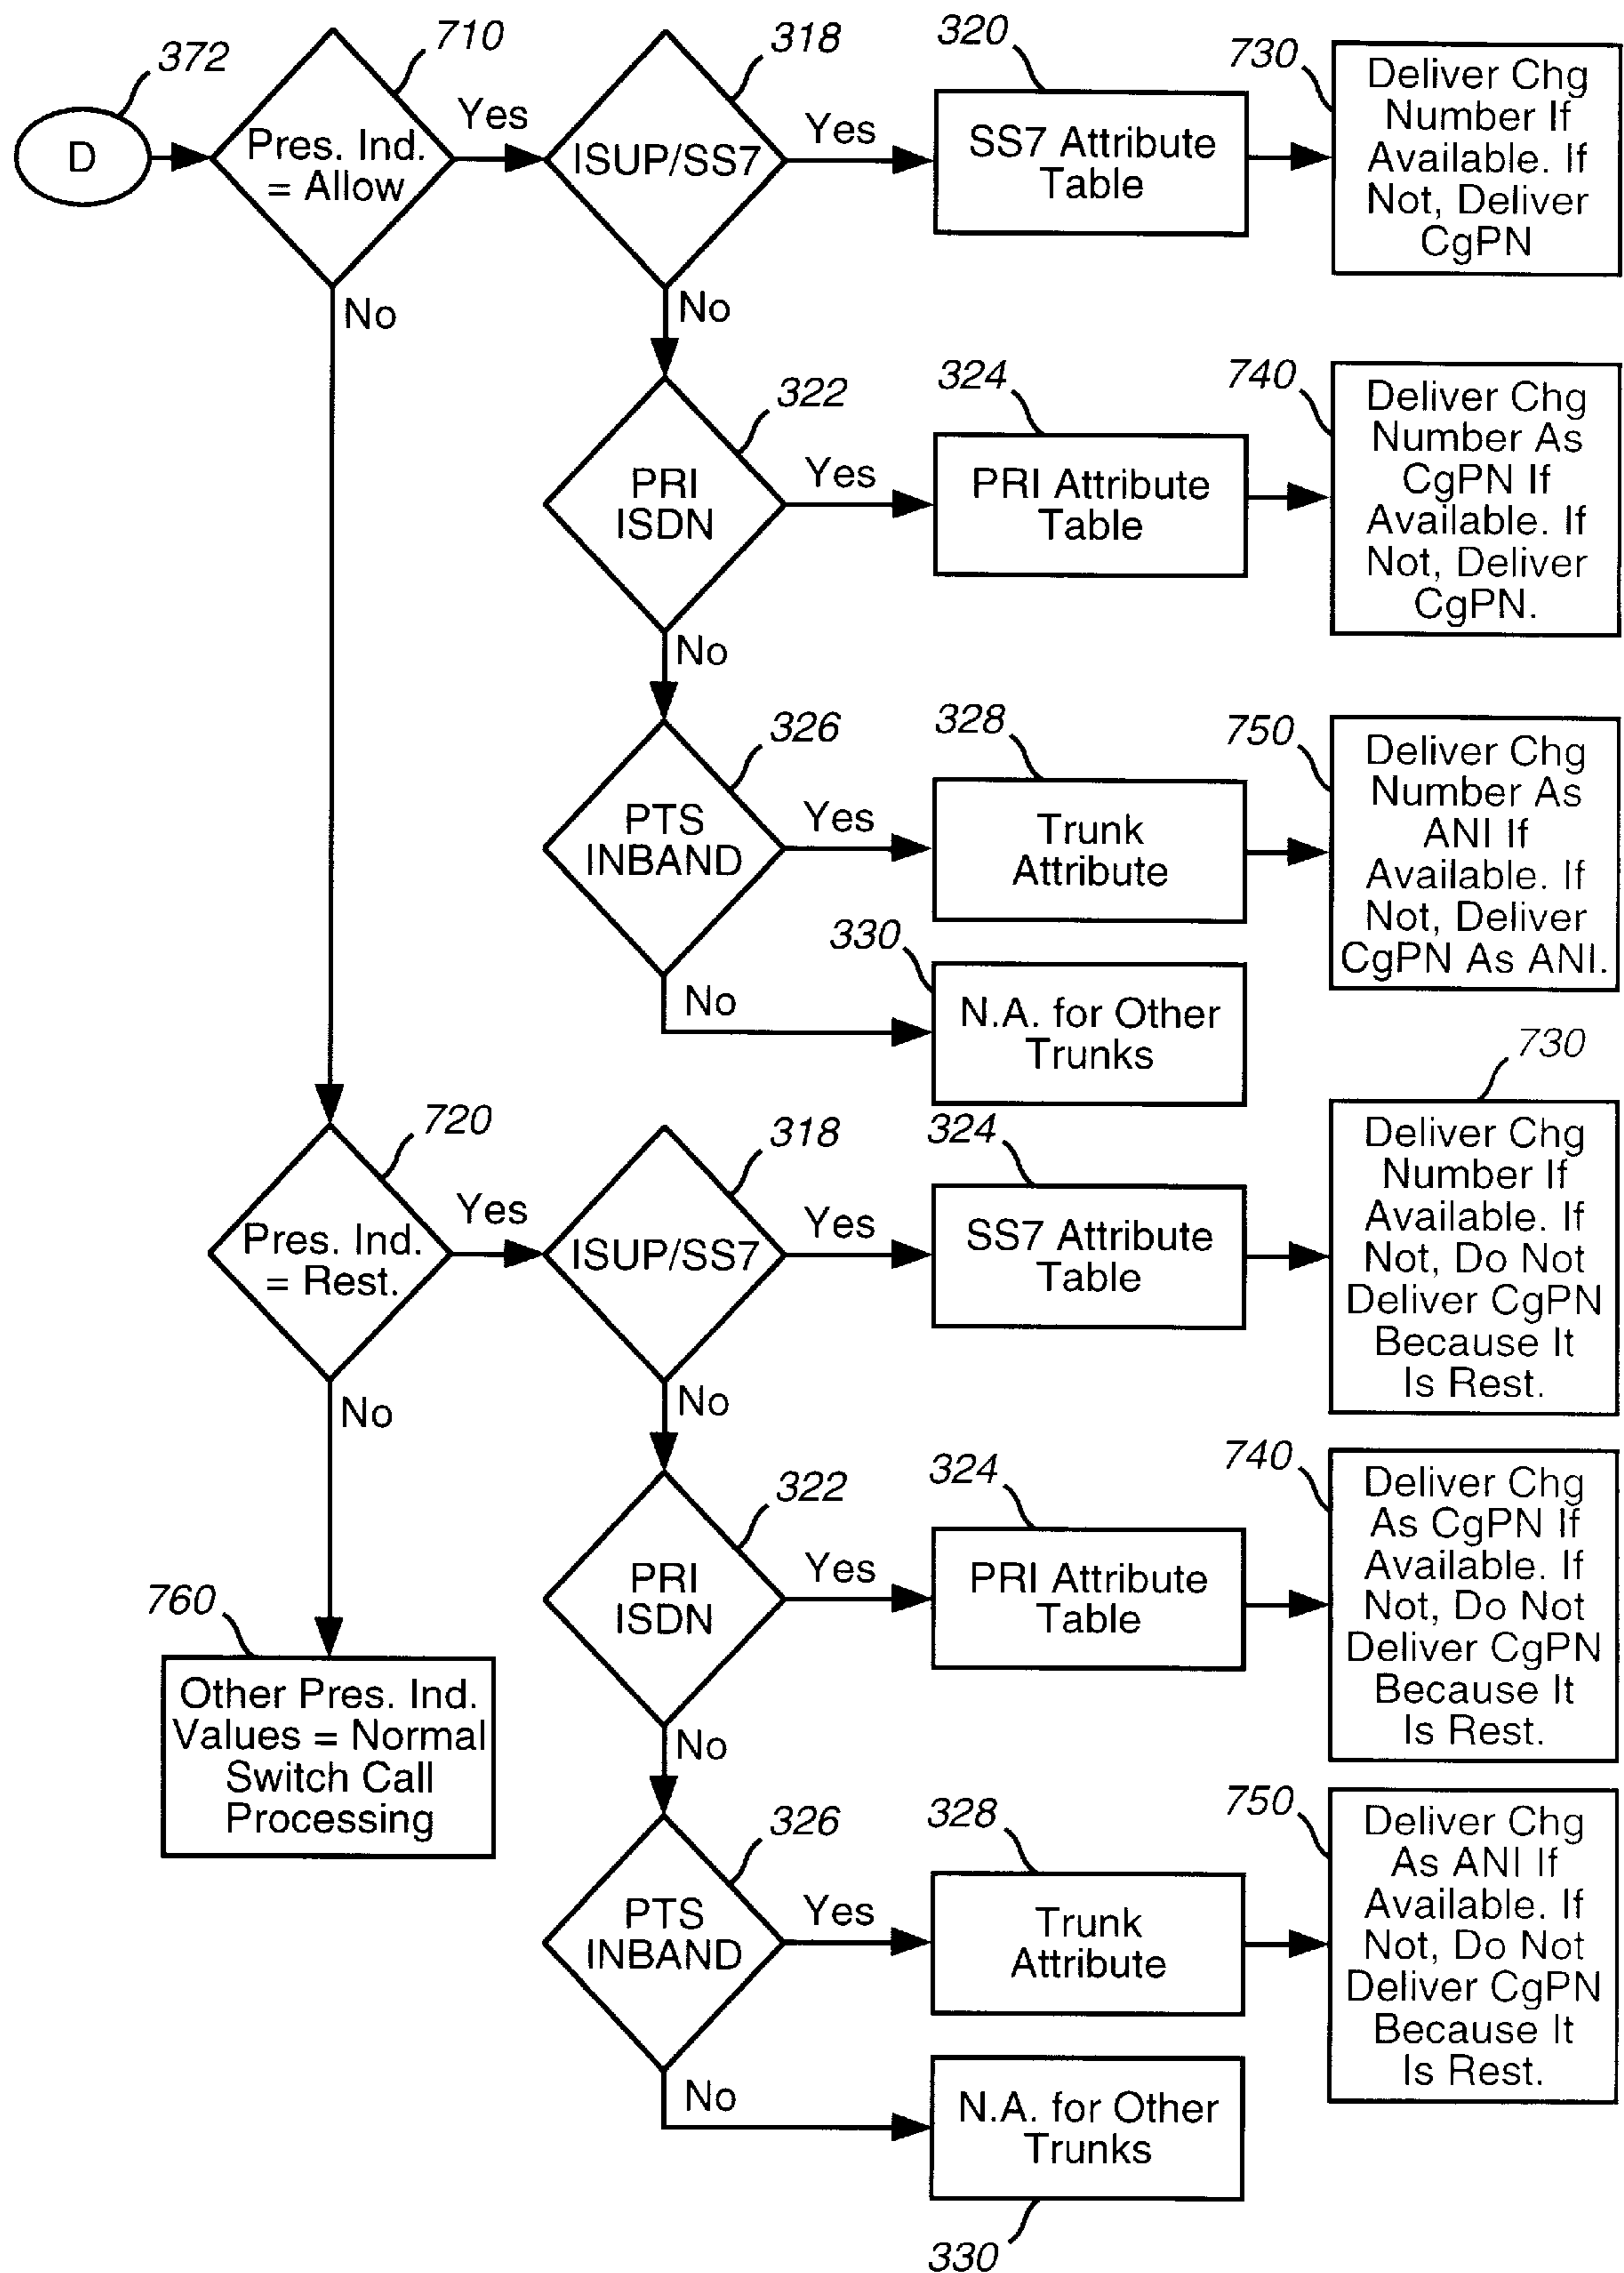 372
D
710
Pres. Ind.
= Allow
Yes
No
318
ISUP/SS7
Yes
No
320
SS7 Attribute
Table
730
Deliver Chg
Number If
Available. If
Not, Deliver
CgPN
322
PRI
ISDN
Yes
No
324
PRI Attribute
Table
740
Deliver Chg
Number As
CgPN If
Available. If
Not, Deliver
CgPN.
326
PTS
INBAND
Yes
No
328
Trunk
Attribute
750
Deliver Chg
Number As
ANI If
Available. If
Not, Deliver
CgPN As ANI.
330
N.A. for Other
Trunks
720
Pres. Ind.
= Rest.
Yes
No
318
ISUP/SS7
Yes
No
324
SS7 Attribute
Table
730
Deliver Chg
Number If
Available. If
Not, Do Not
Deliver CgPN
Because It
Is Rest.
322
PRI
ISDN
Yes
No
324
PRI Attribute
Table
740
Deliver Chg
As CgPN If
Available. If
Not, Do Not
Deliver CgPN
Because It
Is Rest.
760
Other Pres. Ind.
Values = Normal
Switch Call
Processing
326
PTS
INBAND
Yes
No
328
Trunk
Attribute
750
Deliver Chg
As ANI If
Available. If
Not, Do Not
Deliver CgPN
Because It
Is Rest.
N.A. for Other
Trunks
330